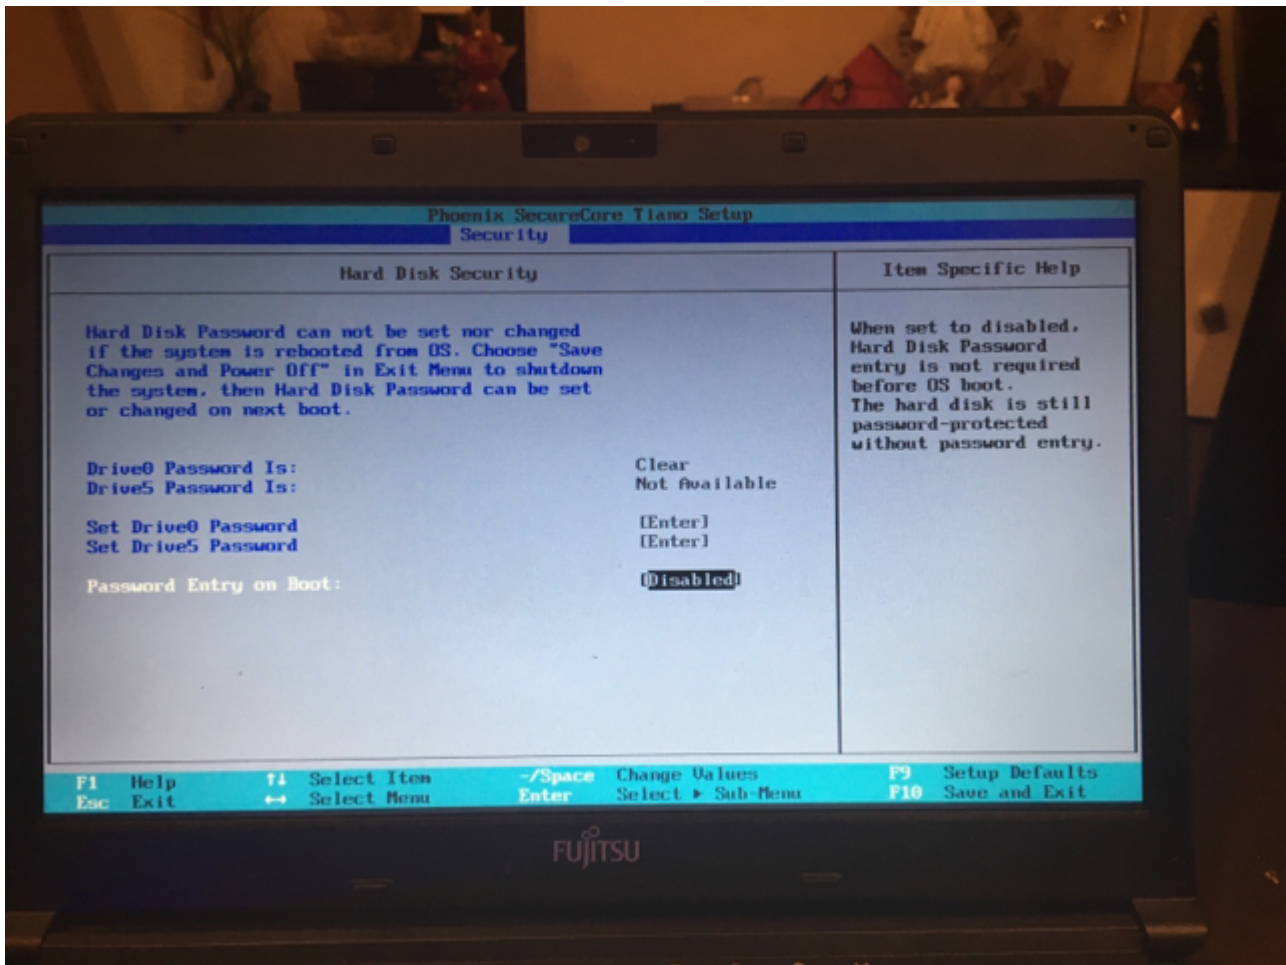 Phoenix SecureCore Tiano Setup
Security
Hard Disk Security
Hard Disk Password can not be set nor changed
if the system is rebooted from OS. Choose "Save
Changes and Power Off" in Exit Menu to shutdown
the system, then Hard Disk Password can be set
or changed on next boot.
Drive0 Password Is: Clear
Drive5 Password Is: Not Available
Set Drive0 Password [Enter]
Set Drive5 Password [Enter]
Password Entry on Boot: [Disabled]
Item Specific Help
When set to disabled,
Hard Disk Password
entry is not required
before OS boot.
The hard disk is still
password-protected
without password entry.
F1 Help ↑↓ Select Item -/Space Change Values F9 Setup Defaults
Esc Exit ↔ Select Menu Enter Select ▶ Sub-Menu F10 Save and Exit
FUJITSU